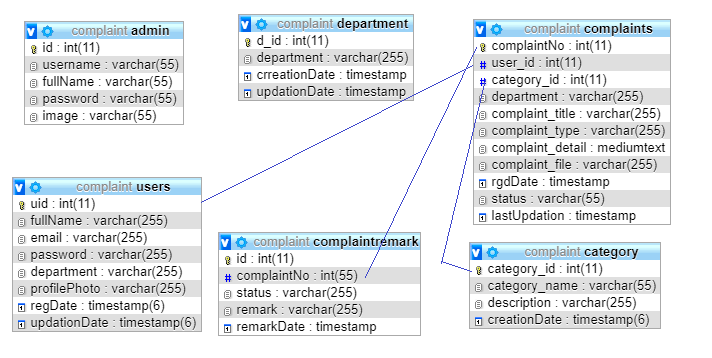 complaint admin
id : int(11)
username : varchar(55)
fullName : varchar(55)
password : varchar(55)
image : varchar(55)
complaint department
d_id : int(11)
department : varchar(255)
crreationDate : timestamp
updationDate : timestamp
complaint complaints
complaintNo : int(11)
user_id : int(11)
category_id : int(11)
department : varchar(255)
complaint_title : varchar(255)
complaint_type : varchar(255)
complaint_detail : mediumtext
complaint_file : varchar(255)
rgdDate : timestamp
status : varchar(55)
lastUpdation : timestamp
complaint users
uid : int(11)
fullName : varchar(255)
email : varchar(255)
password : varchar(255)
department : varchar(255)
profilePhoto : varchar(255)
regDate : timestamp(6)
updationDate : timestamp(6)
complaint complaintremark
id : int(11)
complaintNo : int(55)
status : varchar(255)
remark : varchar(255)
remarkDate : timestamp
complaint category
category_id : int(11)
category_name : varchar(55)
description : varchar(255)
creationDate : timestamp(6)